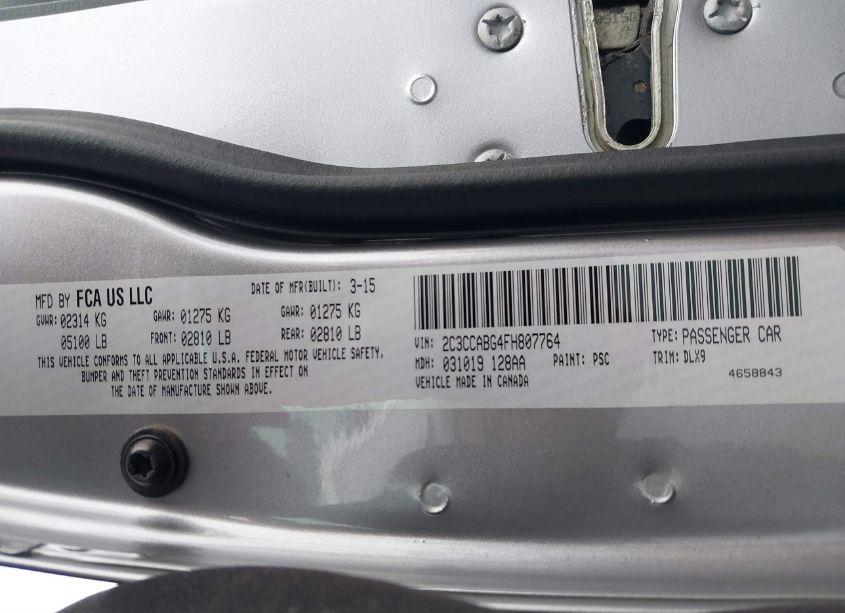 MFD BY FCA US LLC DATE OF MFR(BUILT): 3-15
GVWR: 02314 KG GAWR: 01275 KG GAWR: 01275 KG
05100 LB FRONT: 02810 LB REAR: 02810 LB
THIS VEHICLE CONFORMS TO ALL APPLICABLE U.S.A. FEDERAL MOTOR VEHICLE SAFETY,
BUMPER AND THEFT PREVENTION STANDARDS IN EFFECT ON
THE DATE OF MANUFACTURE SHOWN ABOVE.
VIN: 2C3CCABG4FH807764 TYPE: PASSENGER CAR
MDH: 031019 128AA PAINT: PSC TRIM: DLX9
VEHICLE MADE IN CANADA 4658843